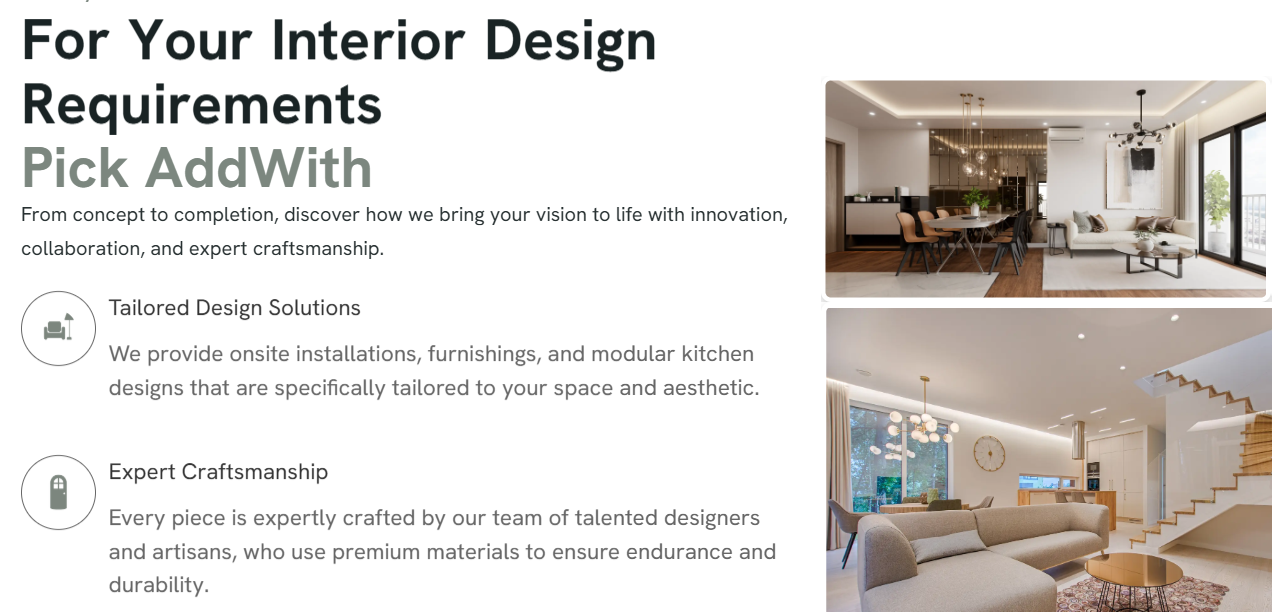 For Your Interior Design
Requirements
Pick AddWith
From concept to completion, discover how we bring your vision to life with innovation,
collaboration, and expert craftsmanship.
Tailored Design Solutions
We provide onsite installations, furnishings, and modular kitchen
designs that are specifically tailored to your space and aesthetic.
Expert Craftsmanship
Every piece is expertly crafted by our team of talented designers
and artisans, who use premium materials to ensure endurance and
durability.